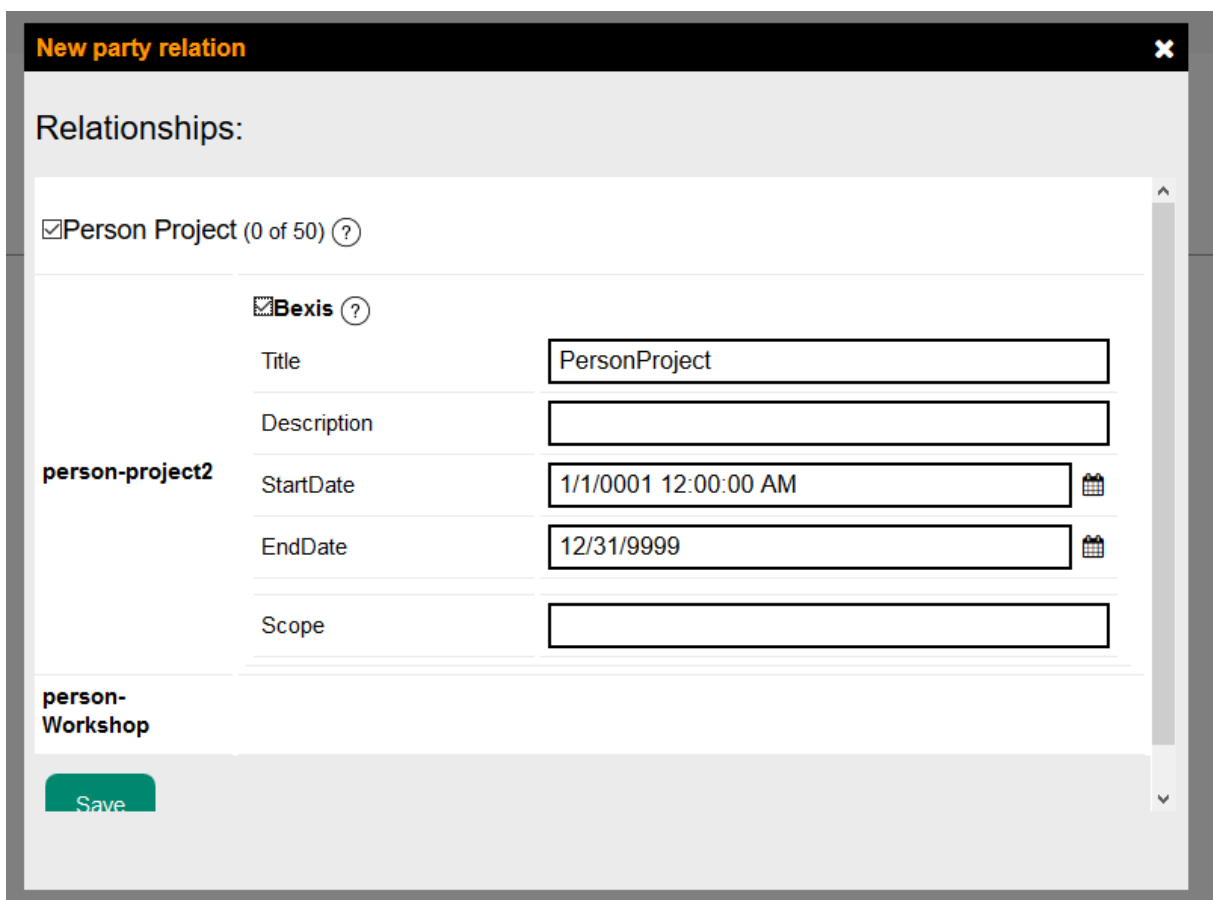 New party relation
Relationships:
Person Project (0 of 50) ?
Bexis ?
Title PersonProject
Description
person-project2
StartDate 1/1/0001 12:00:00 AM
EndDate 12/31/9999
Scope
person-
Workshop
Save